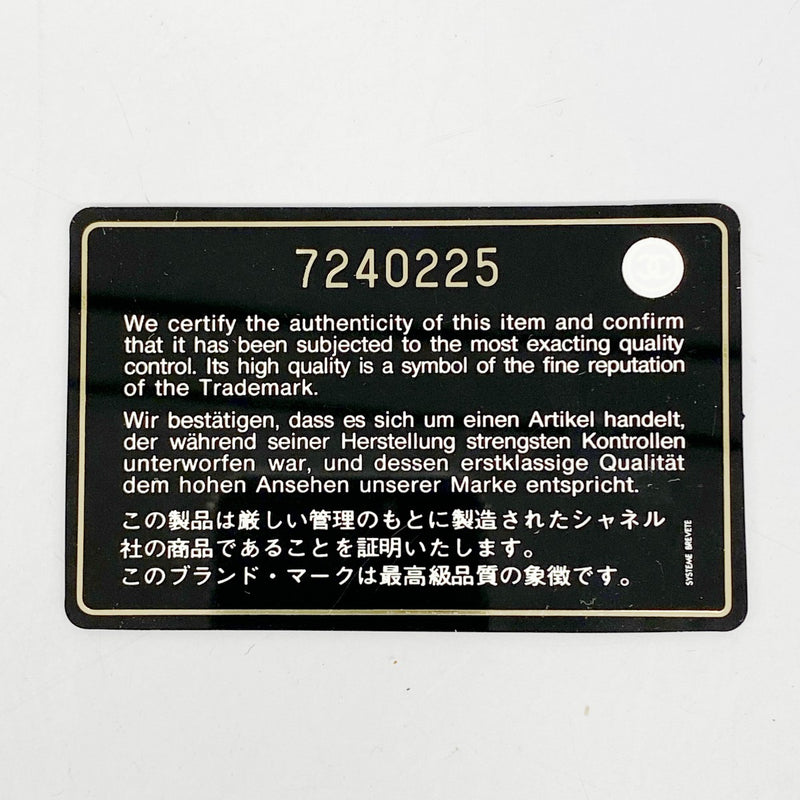 7240225
We certify the authenticity of this item and confirm
that it has been subjected to the most exacting quality
control. Its high quality is a symbol of the fine reputation
of the Trademark.
Wir bestätigen, dass es sich um einen Artikel handelt,
der während seiner Herstellung strengsten Kontrollen
unterworfen war, und dessen erstklassige Qualität
dem hohen Ansehen unserer Marke entspricht.
この製品は厳しい管理のもとに製造されたシャネル
社の商品であることを証明いたします。
このブランド・マークは最高級品質の象徴です。
SYSTEME BREVETE